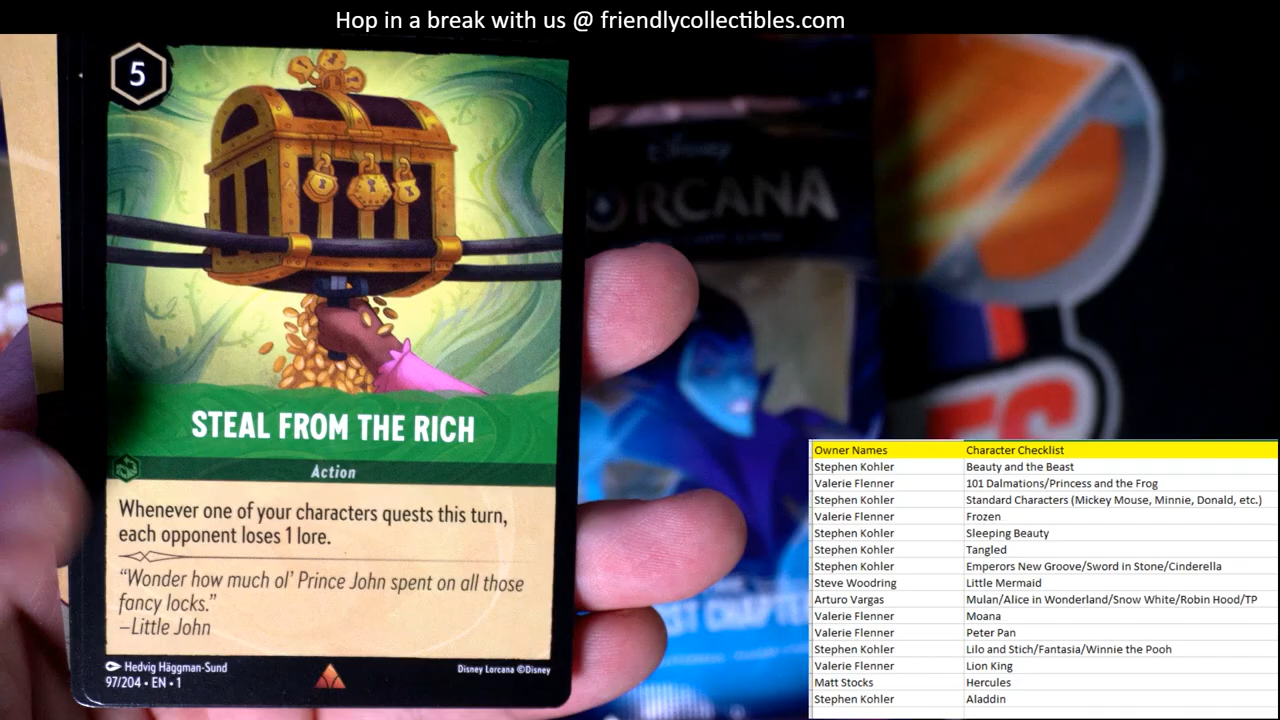 Hop in a break with us @ friendlycollectibles.com
5
STEAL FROM THE RICH
Action
Whenever one of your characters quests this turn,
each opponent loses 1 lore.
“Wonder how much ol’ Prince John spent on all those
fancy locks.”
–Little John
Hedvig Häggman-Sund
Disney Lorcana ©Disney
97/204 • EN • 1
Disney
LORCANA
ST CHAPTE
Owner Names Character Checklist
Stephen Kohler Beauty and the Beast
Valerie Flenner 101 Dalmations/Princess and the Frog
Stephen Kohler Standard Characters (Mickey Mouse, Minnie, Donald, etc.)
Valerie Flenner Frozen
Stephen Kohler Sleeping Beauty
Stephen Kohler Tangled
Stephen Kohler Emperors New Groove/Sword in Stone/Cinderella
Steve Woodring Little Mermaid
Arturo Vargas Mulan/Alice in Wonderland/Snow White/Robin Hood/TP
Valerie Flenner Moana
Valerie Flenner Peter Pan
Stephen Kohler Lilo and Stich/Fantasia/Winnie the Pooh
Valerie Flenner Lion King
Matt Stocks Hercules
Stephen Kohler Aladdin